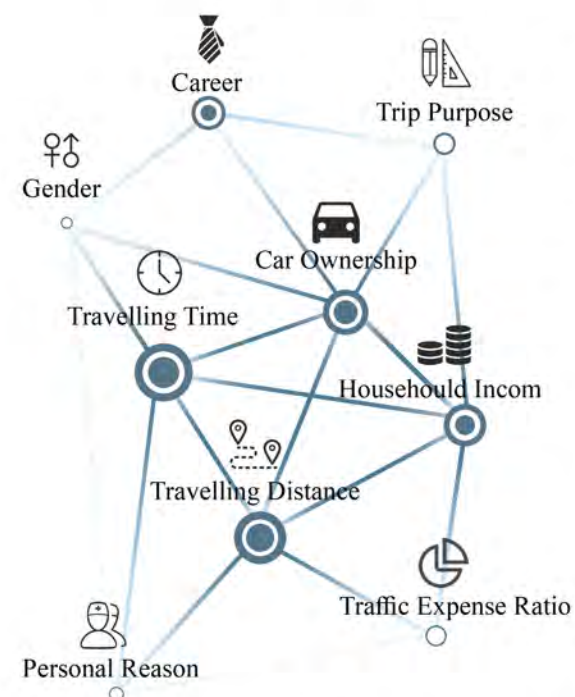 Career
Trip Purpose
Gender
Car Ownership
Travelling Time
Househould Incom
Travelling Distance
Traffic Expense Ratio
Personal Reason